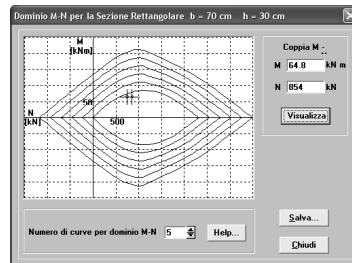 Dominio M-N per la Sezione Rettangolare b = 70 cm h = 30 cm
M
[kNm]
50
N
[kN]
500
Coppia M -
M 64.8 kN m
N 854 kN
Visualizza
Numero di curve per dominio M-N 5 Help...
Salva...
Chiudi